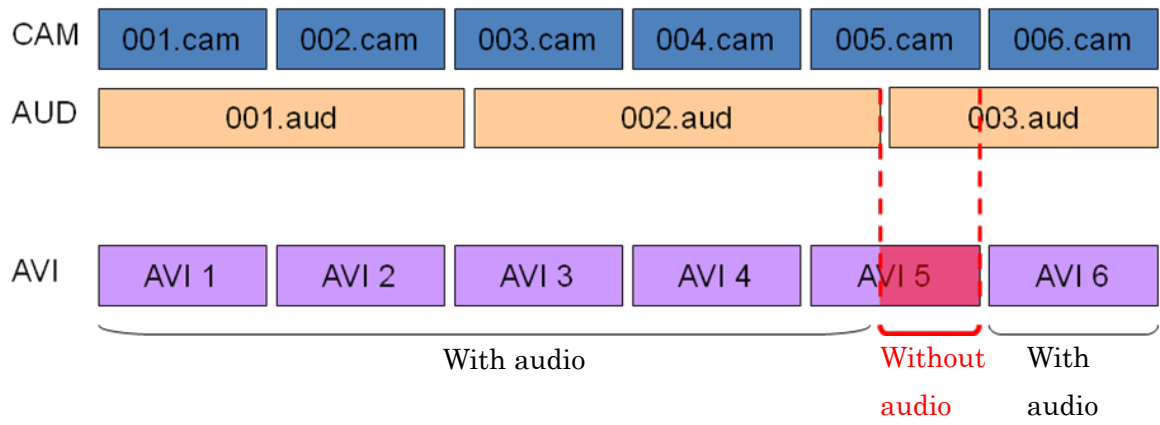 CAM 001.cam 002.cam 003.cam 004.cam 005.cam 006.cam
AUD 001.aud 002.aud 003.aud
AVI AVI 1 AVI 2 AVI 3 AVI 4 AVI 5 AVI 6
With audio Without With
audio audio